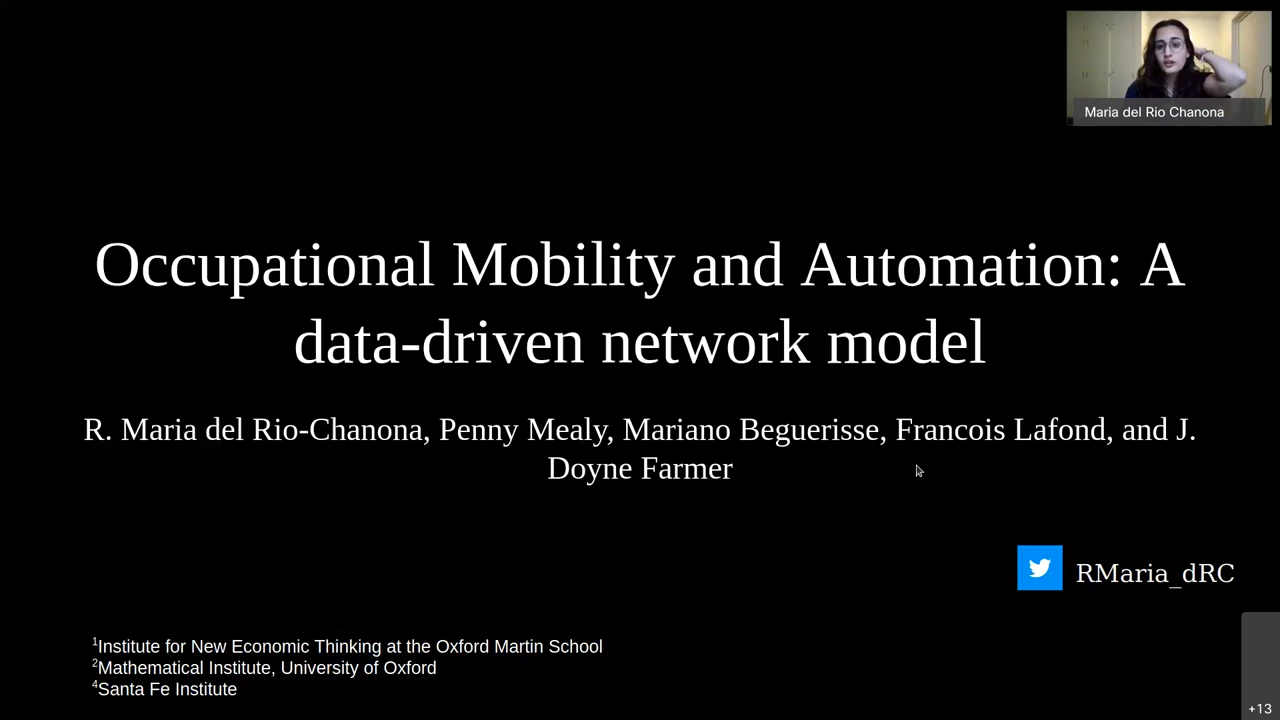 Maria del Rio Chanona
Occupational Mobility and Automation: A
data-driven network model
R. Maria del Rio-Chanona, Penny Mealy, Mariano Beguerisse, Francois Lafond, and J.
Doyne Farmer
RMaria_dRC
1Institute for New Economic Thinking at the Oxford Martin School
2Mathematical Institute, University of Oxford
4Santa Fe Institute
+13